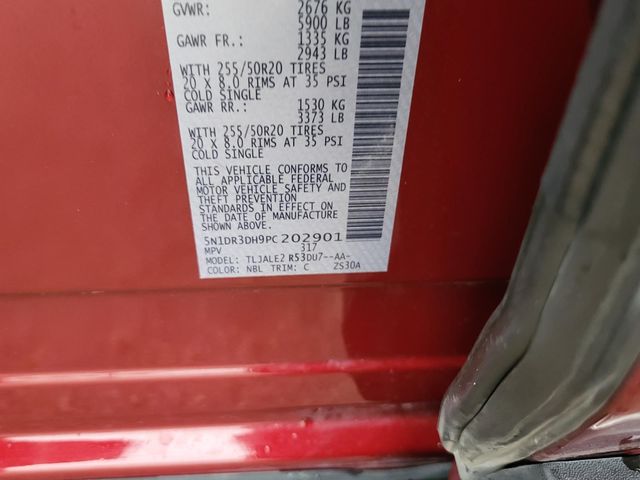 GVWR: 2676 KG
5900 LB
GAWR FR.: 1335 KG
2943 LB
WITH 255/50R20 TIRES
20 X 8.0 RIMS AT 35 PSI
COLD SINGLE
GAWR RR.: 1530 KG
3373 LB
WITH 255/50R20 TIRES
20 X 8.0 RIMS AT 35 PSI
COLD SINGLE
THIS VEHICLE CONFORMS TO
ALL APPLICABLE FEDERAL
MOTOR VEHICLE SAFETY AND
THEFT PREVENTION
STANDARDS IN EFFECT ON
THE DATE OF MANUFACTURE
5N1DR3DH9PC202901
MPV 317
MODEL: TLJALE2 R53DU7--AA-
COLOR: NBL TRIM: C ZS30A